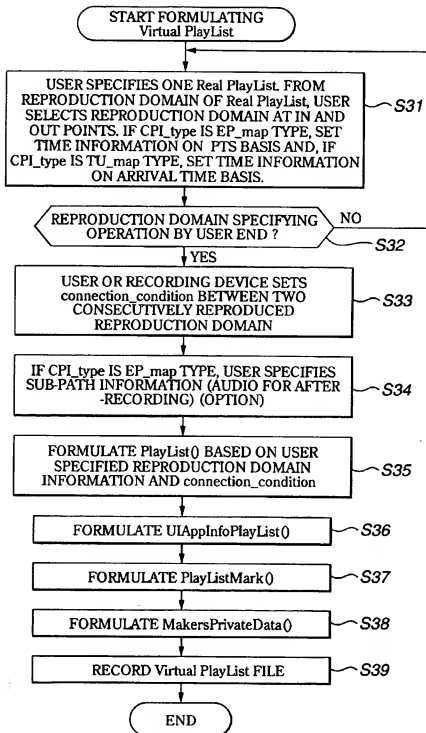 START FORMULATING
Virtual PlayList
USER SPECIFIES ONE Real PlayList. FROM
REPRODUCTION DOMAIN OF Real PlayList, USER
SELECTS REPRODUCTION DOMAIN AT IN AND
OUT POINTS. IF CPI_type IS EP_map TYPE, SET
TIME INFORMATION ON PTS BASIS AND, IF
CPI_type IS TU_map TYPE, SET TIME INFORMATION
ON ARRIVAL TIME BASIS.
S31
REPRODUCTION DOMAIN SPECIFYING
OPERATION BY USER END ?
NO
S32
YES
USER OR RECORDING DEVICE SETS
connection_condition BETWEEN TWO
CONSECUTIVELY REPRODUCED
REPRODUCTION DOMAIN
S33
IF CPI_type IS EP_map TYPE, USER SPECIFIES
SUB-PATH INFORMATION (AUDIO FOR AFTER
-RECORDING) (OPTION)
S34
FORMULATE PlayList() BASED ON USER
SPECIFIED REPRODUCTION DOMAIN
INFORMATION AND connection_condition
S35
FORMULATE UIAppInfoPlayList()
S36
FORMULATE PlayListMark()
S37
FORMULATE MakersPrivateData()
S38
RECORD Virtual PlayList FILE
S39
END